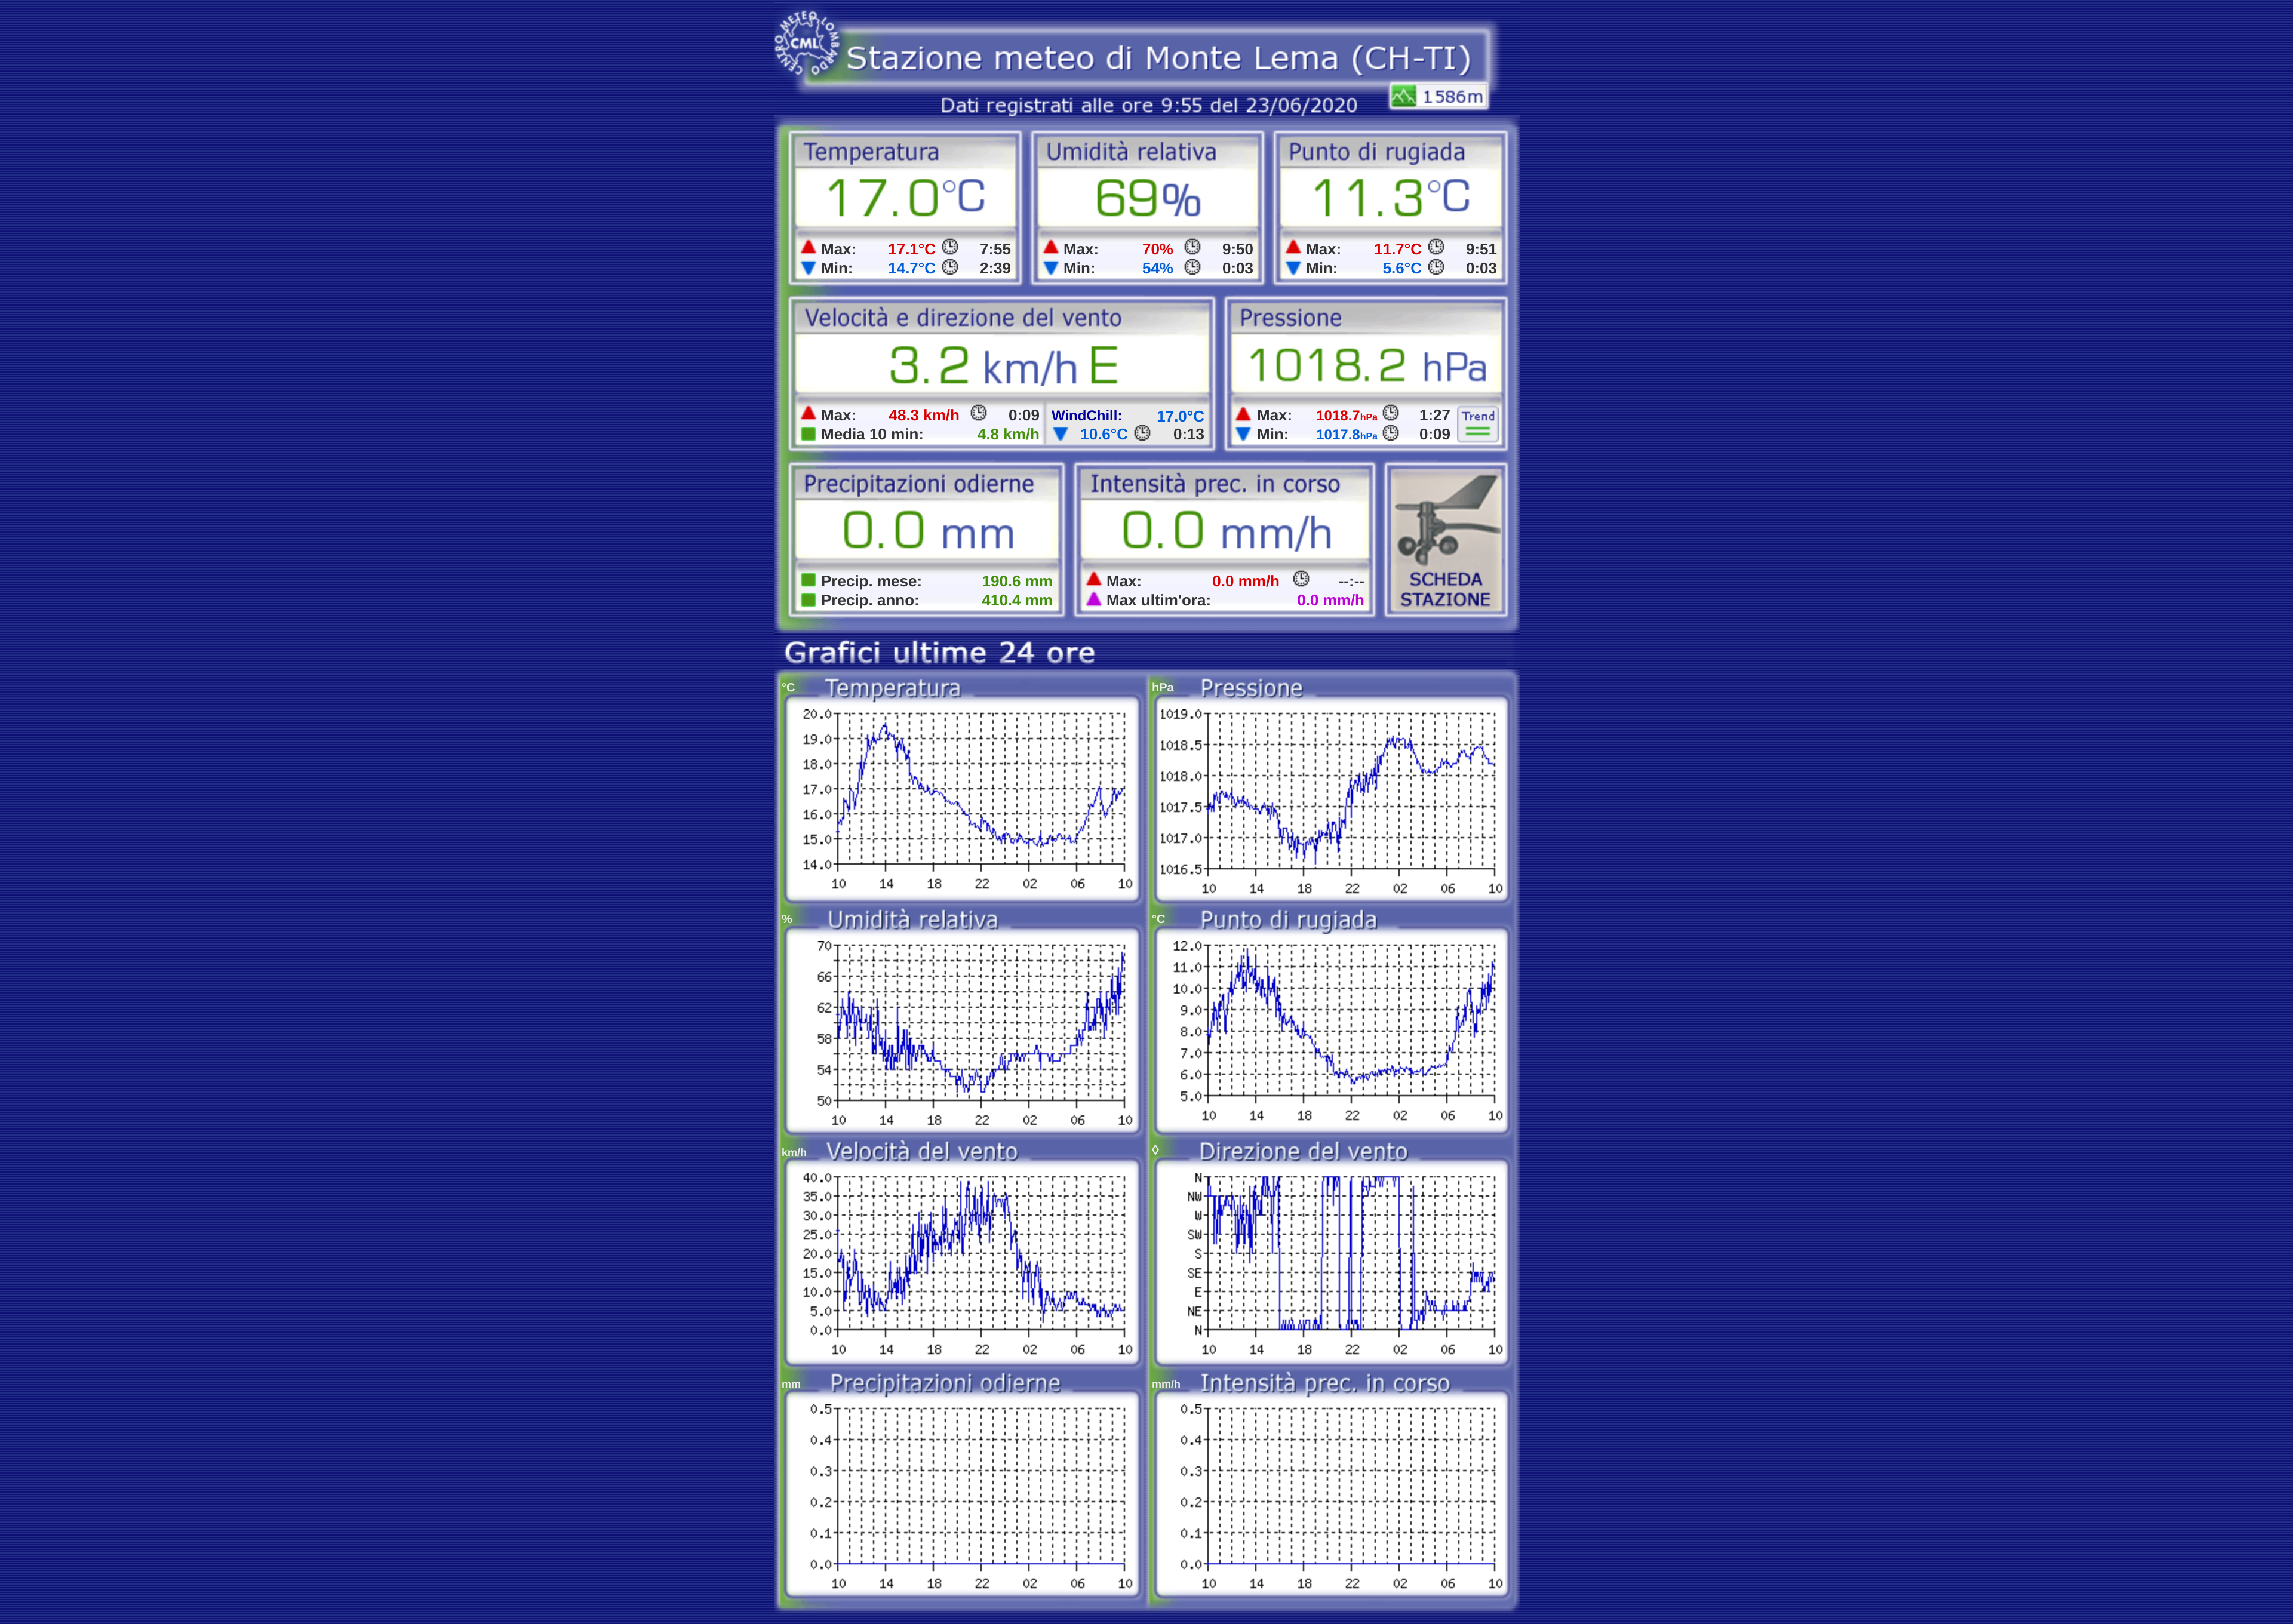 CENTRO METEO LOMBARDO
CML
Stazione meteo di Monte Lema (CH-TI)
1586m
Dati registrati alle ore 9:55 del 23/06/2020
Temperatura
17.0°C
Max: 17.1°C 7:55
Min: 14.7°C 2:39
Umidità relativa
69%
Max: 70% 9:50
Min: 54% 0:03
Punto di rugiada
11.3°C
Max: 11.7°C 9:51
Min: 5.6°C 0:03
Velocità e direzione del vento
3.2 km/h E
Max: 48.3 km/h 0:09
Media 10 min: 4.8 km/h
WindChill: 17.0°C
10.6°C 0:13
Pressione
1018.2 hPa
Max: 1018.7hPa 1:27
Min: 1017.8hPa 0:09
Trend
Precipitazioni odierne
0.0 mm
Precip. mese: 190.6 mm
Precip. anno: 410.4 mm
Intensità prec. in corso
0.0 mm/h
Max: 0.0 mm/h --:--
Max ultim'ora: 0.0 mm/h
SCHEDA
STAZIONE
Grafici ultime 24 ore
°C Temperatura
20.0
19.0
18.0
17.0
16.0
15.0
14.0
10 14 18 22 02 06 10
hPa Pressione
1019.0
1018.5
1018.0
1017.5
1017.0
1016.5
10 14 18 22 02 06 10
% Umidità relativa
70
66
62
58
54
50
10 14 18 22 02 06 10
°C Punto di rugiada
12.0
11.0
10.0
9.0
8.0
7.0
6.0
5.0
10 14 18 22 02 06 10
km/h Velocità del vento
40.0
35.0
30.0
25.0
20.0
15.0
10.0
5.0
0.0
10 14 18 22 02 06 10
◊ Direzione del vento
N
NW
W
SW
S
SE
E
NE
N
10 14 18 22 02 06 10
mm Precipitazioni odierne
0.5
0.4
0.3
0.2
0.1
0.0
10 14 18 22 02 06 10
mm/h Intensità prec. in corso
0.5
0.4
0.3
0.2
0.1
0.0
10 14 18 22 02 06 10